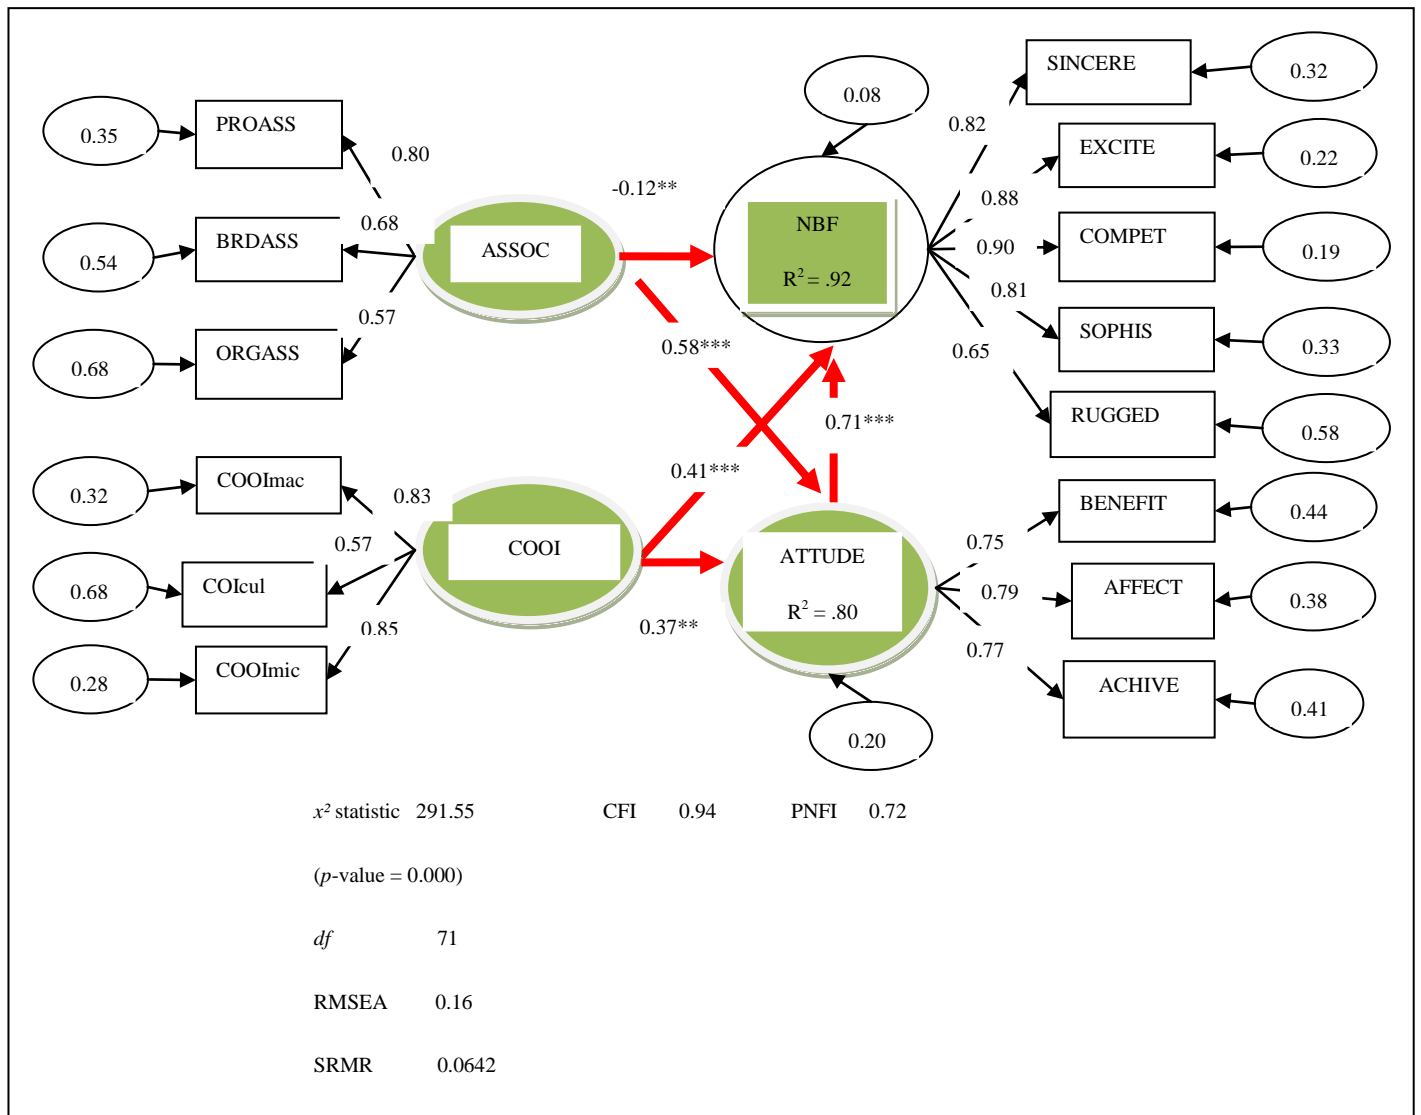 SINCERE
0.32
0.08
PROASS
0.35
0.80
0.82
EXCITE
0.22
-0.12**
0.88
0.68
NBF
BRDASS
ASSOC
0.90
COMPET
0.19
0.54
R² = .92
0.81
0.57
SOPHIS
0.33
ORGASS
0.58***
0.65
0.68
RUGGED
0.58
0.71***
COOImac
0.32
0.83
0.41***
BENEFIT
0.44
0.57
COOI
ATTUDE
0.75
COIcul
0.68
0.79
AFFECT
0.38
R² = .80
0.85
0.37**
0.77
COOImic
0.28
ACHIVE
0.41
0.20
x² statistic 291.55 CFI 0.94 PNFI 0.72
(p-value = 0.000)
df 71
RMSEA 0.16
SRMR 0.0642